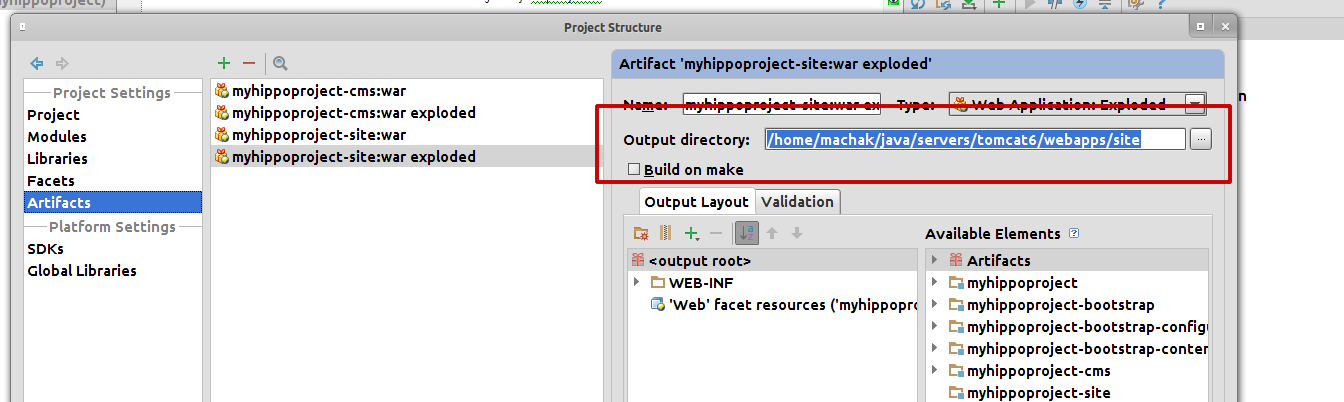 myhippoproject)
Project Structure
Project Settings
Project
Modules
Libraries
Facets
Artifacts
Platform Settings
SDKs
Global Libraries
myhippoproject-cms:war
myhippoproject-cms:war exploded
myhippoproject-site:war
myhippoproject-site:war exploded
Artifact 'myhippoproject-site:war exploded'
Name: myhippoproject-site:war ex Type: Web Application: Exploded
Output directory: /home/machak/java/servers/tomcat6/webapps/site ...
Build on make
Output Layout Validation
<output root>
WEB-INF
'Web' facet resources ('myhippopro
Available Elements ?
Artifacts
myhippoproject
myhippoproject-bootstrap
myhippoproject-bootstrap-configu
myhippoproject-bootstrap-conten
myhippoproject-cms
myhippoproject-site
n